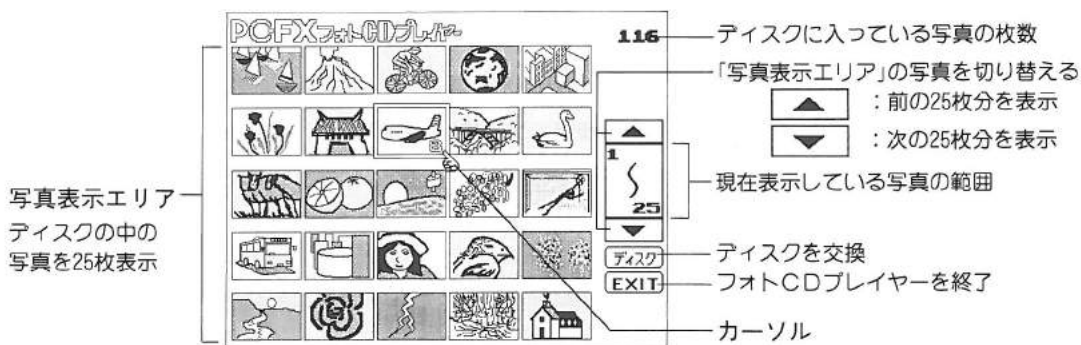 PCFXフォトCDプレイヤー
116
ディスクに入っている写真の枚数
「写真表示エリア」の写真を切り替える
▲ :前の25枚分を表示
▼ :次の25枚分を表示
▲
1
25
▼
現在表示している写真の範囲
写真表示エリア
ディスクの中の
写真を25枚表示
ディスク
ディスクを交換
EXIT
フォトCDプレイヤーを終了
カーソル